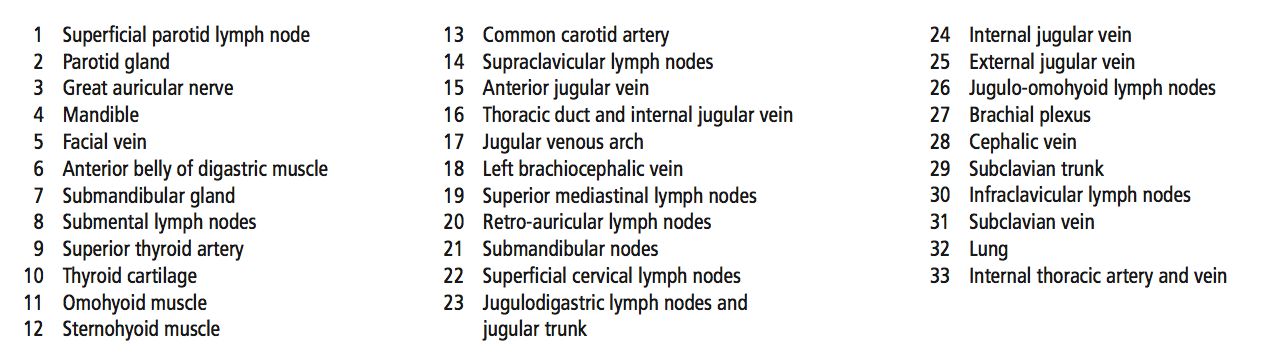 1 Superficial parotid lymph node
2 Parotid gland
3 Great auricular nerve
4 Mandible
5 Facial vein
6 Anterior belly of digastric muscle
7 Submandibular gland
8 Submental lymph nodes
9 Superior thyroid artery
10 Thyroid cartilage
11 Omohyoid muscle
12 Sternohyoid muscle
13 Common carotid artery
14 Supraclavicular lymph nodes
15 Anterior jugular vein
16 Thoracic duct and internal jugular vein
17 Jugular venous arch
18 Left brachiocephalic vein
19 Superior mediastinal lymph nodes
20 Retro-auricular lymph nodes
21 Submandibular nodes
22 Superficial cervical lymph nodes
23 Jugulodigastric lymph nodes and
jugular trunk
24 Internal jugular vein
25 External jugular vein
26 Jugulo-omohyoid lymph nodes
27 Brachial plexus
28 Cephalic vein
29 Subclavian trunk
30 Infraclavicular lymph nodes
31 Subclavian vein
32 Lung
33 Internal thoracic artery and vein